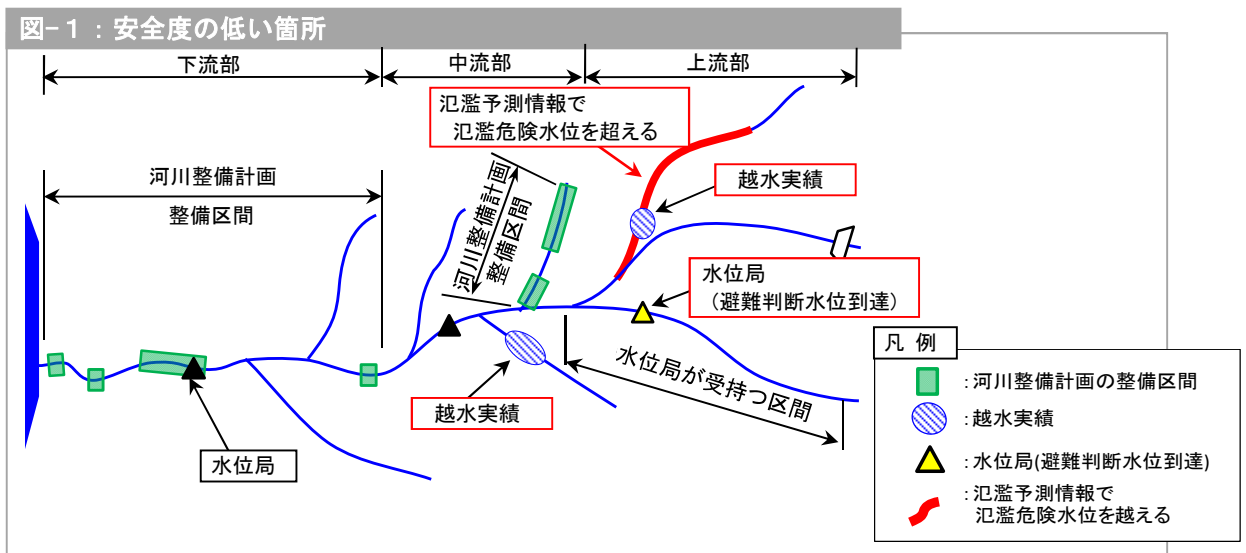 図-１：安全度の低い箇所
下流部
中流部
上流部
氾濫予測情報で
氾濫危険水位を超える
河川整備計画
整備区間
河川整備計画
整備区間
越水実績
水位局
（避難判断水位到達）
水位局が受持つ区間
越水実績
水位局
凡 例
：河川整備計画の整備区間
：越水実績
：水位局(避難判断水位到達)
：氾濫予測情報で
氾濫危険水位を越える